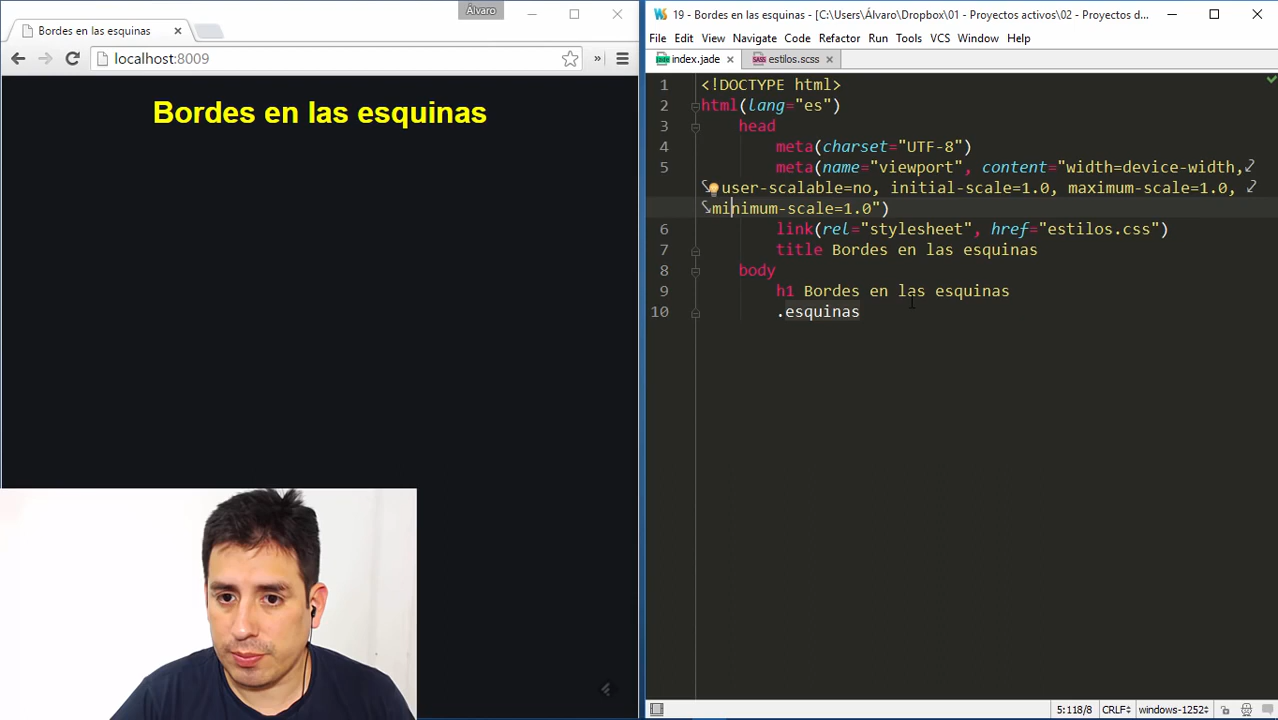 Álvaro
Bordes en las esquinas
localhost:8009
»
Bordes en las esquinas
19 - Bordes en las esquinas - [C:\Users\Álvaro\Dropbox\01 - Proyectos activos\02 - Proyectos d...
File Edit View Navigate Code Refactor Run Tools VCS Window Help
index.jade estilos.scss
1 <!DOCTYPE html>
2 html(lang="es")
3 head
4 meta(charset="UTF-8")
5 meta(name="viewport", content="width=device-width,
user-scalable=no, initial-scale=1.0, maximum-scale=1.0,
minimum-scale=1.0")
6 link(rel="stylesheet", href="estilos.css")
7 title Bordes en las esquinas
8 body
9 h1 Bordes en las esquinas
10 .esquinas
5:118/8 CRLF windows-1252